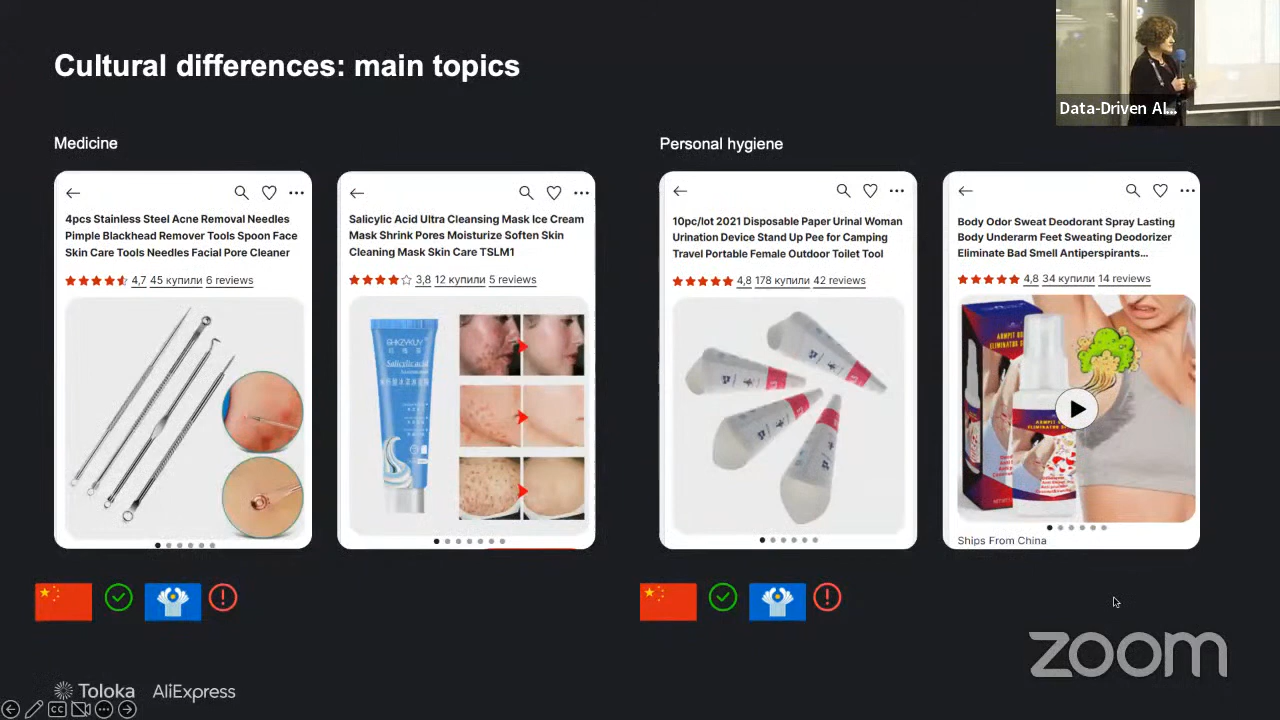 Cultural differences: main topics
Data-Driven AI...
Medicine
Personal hygiene
4pcs Stainless Steel Acne Removal Needles
Pimple Blackhead Remover Tools Spoon Face
Skin Care Tools Needles Facial Pore Cleaner
4,7 45 купили 6 reviews
Salicylic Acid Ultra Cleansing Mask Ice Cream
Mask Shrink Pores Moisturize Soften Skin
Cleaning Mask Skin Care TSLM1
3,8 12 купили 5 reviews
GHKZYKUY
Salicylic acid
10pc/lot 2021 Disposable Paper Urinal Woman
Urination Device Stand Up Pee for Camping
Travel Portable Female Outdoor Toilet Tool
4,8 178 купили 42 reviews
Body Odor Sweat Deodorant Spray Lasting
Body Underarm Feet Sweating Deodorizer
Eliminate Bad Smell Antiperspirants...
4,8 34 купили 14 reviews
Ships From China
zoom
Toloka AliExpress
CC